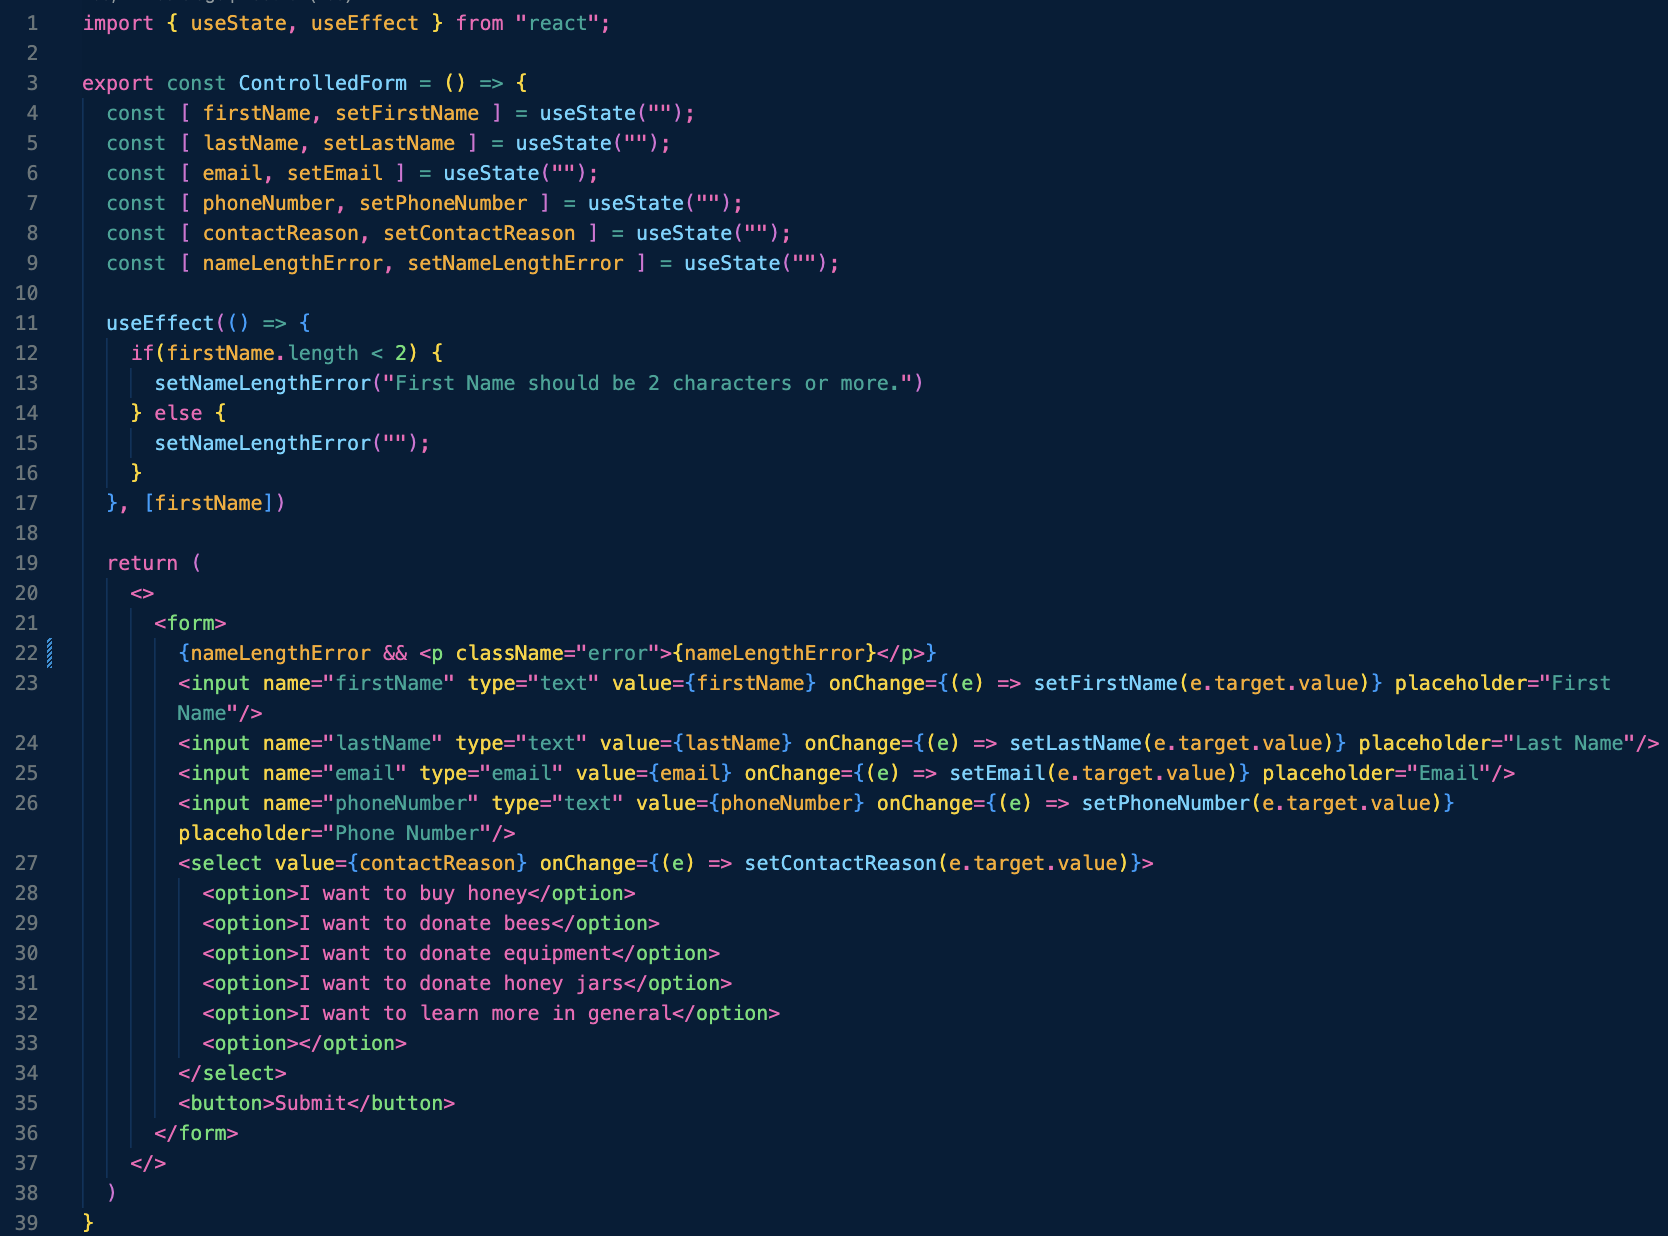 1 import { useState, useEffect } from "react";
2
3 export const ControlledForm = () => {
4 const [ firstName, setFirstName ] = useState("");
5 const [ lastName, setLastName ] = useState("");
6 const [ email, setEmail ] = useState("");
7 const [ phoneNumber, setPhoneNumber ] = useState("");
8 const [ contactReason, setContactReason ] = useState("");
9 const [ nameLengthError, setNameLengthError ] = useState("");
10
11 useEffect(() => {
12 if(firstName.length < 2) {
13 setNameLengthError("First Name should be 2 characters or more.")
14 } else {
15 setNameLengthError("");
16 }
17 }, [firstName])
18
19 return (
20 <>
21 <form>
22 {nameLengthError && <p className="error">{nameLengthError}</p>}
23 <input name="firstName" type="text" value={firstName} onChange={(e) => setFirstName(e.target.value)} placeholder="First
Name"/>
24 <input name="lastName" type="text" value={lastName} onChange={(e) => setLastName(e.target.value)} placeholder="Last Name"/>
25 <input name="email" type="email" value={email} onChange={(e) => setEmail(e.target.value)} placeholder="Email"/>
26 <input name="phoneNumber" type="text" value={phoneNumber} onChange={(e) => setPhoneNumber(e.target.value)}
placeholder="Phone Number"/>
27 <select value={contactReason} onChange={(e) => setContactReason(e.target.value)}>
28 <option>I want to buy honey</option>
29 <option>I want to donate bees</option>
30 <option>I want to donate equipment</option>
31 <option>I want to donate honey jars</option>
32 <option>I want to learn more in general</option>
33 <option></option>
34 </select>
35 <button>Submit</button>
36 </form>
37 </>
38 )
39 }